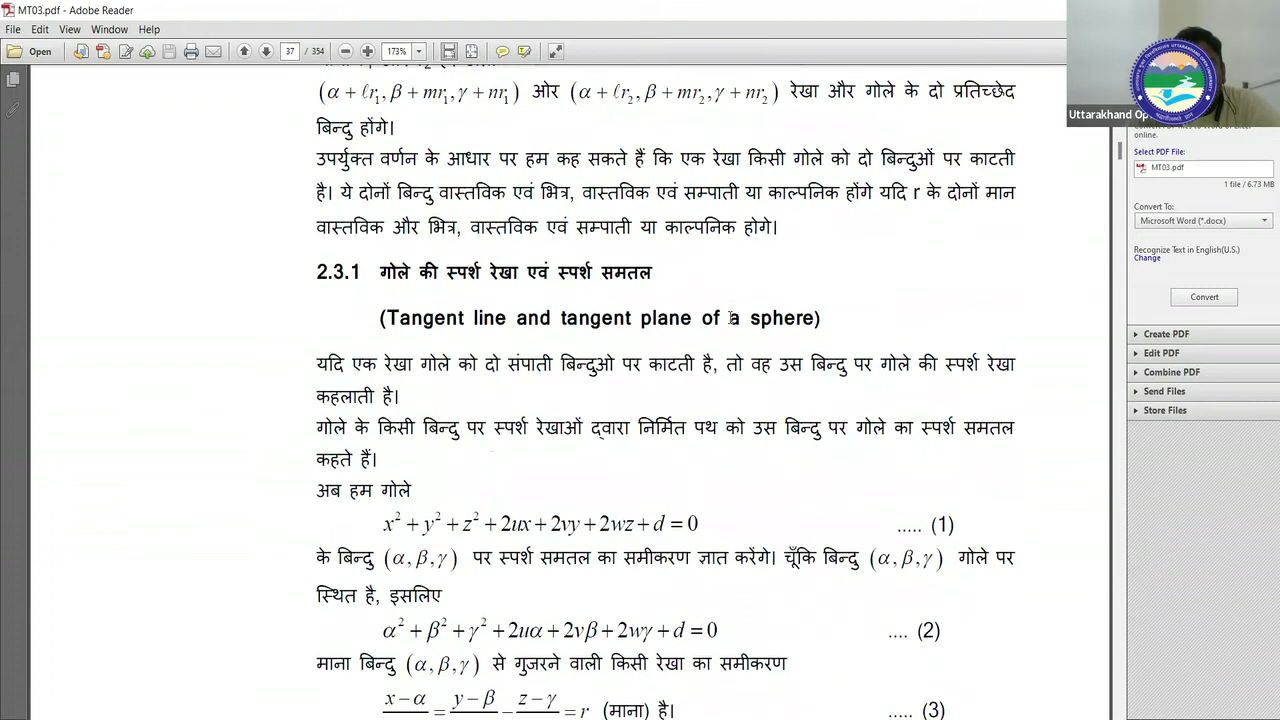 MT03.pdf - Adobe Reader
File Edit View Window Help
Open 37 / 354 173%
(α + ℓr₁, β + mr₁, γ + nr₁) ओर (α + ℓr₂, β + mr₂, γ + nr₂) रेखा और गोले के दो प्रतिच्छेद
बिन्दु होंगे।
उपर्युक्त वर्णन के आधार पर हम कह सकते हैं कि एक रेखा किसी गोले को दो बिन्दुओं पर काटती
है। ये दोनों बिन्दु वास्तविक एवं भित्र, वास्तविक एवं सम्पाती या काल्पनिक होंगे यदि r के दोनों मान
वास्तविक और भित्र, वास्तविक एवं सम्पाती या काल्पनिक होगे।
2.3.1 गोले की स्पर्श रेखा एवं स्पर्श समतल
(Tangent line and tangent plane of a sphere)
यदि एक रेखा गोले को दो संपाती बिन्दुओ पर काटती है, तो वह उस बिन्दु पर गोले की स्पर्श रेखा
कहलाती है।
गोले के किसी बिन्दु पर स्पर्श रेखाओं द्वारा निर्मित पथ को उस बिन्दु पर गोले का स्पर्श समतल
कहते हैं।
अब हम गोले
x² + y² + z² + 2ux + 2vy + 2wz + d = 0 ..... (1)
के बिन्दु (α, β, γ) पर स्पर्श समतल का समीकरण ज्ञात करेंगे। चूँकि बिन्दु (α, β, γ) गोले पर
स्थित है, इसलिए
α² + β² + γ² + 2uα + 2vβ + 2wγ + d = 0 .... (2)
माना बिन्दु (α, β, γ) से गुजरने वाली किसी रेखा का समीकरण
x − α = y − β z − γ = r (माना) है। ..... (3)
Uttarakhand Op
online.
Select PDF File:
MT03.pdf
1 file / 6.73 MB
Convert To:
Microsoft Word (*.docx)
Recognize Text in English(U.S.)
Change
Convert
Create PDF
Edit PDF
Combine PDF
Send Files
Store Files